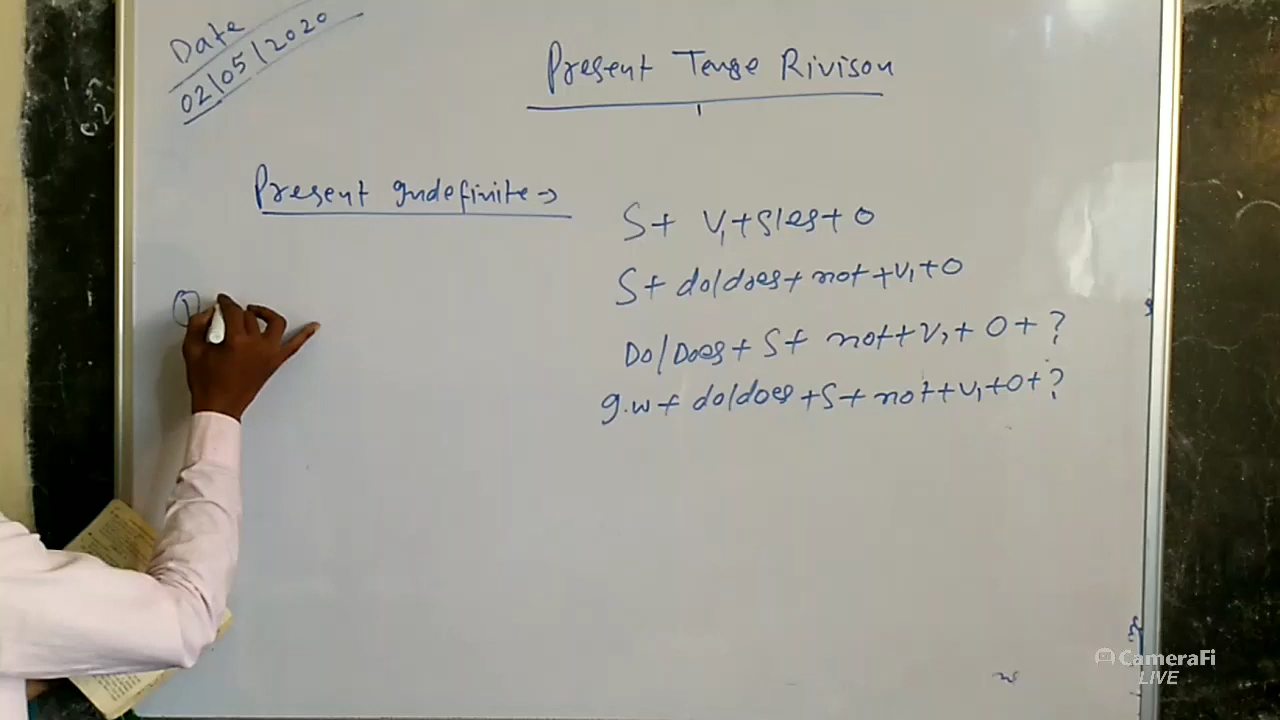 Date
02/05/2020
Present Tense Rivison
Present Indefinite→
S+ V₁+s/es+O
S+ do/does+not+V₁+O
Do/Does+S+ not+V₁+O+?
I.W+ do/does+S+not+V₁+O+?
①
CameraFi
LIVE